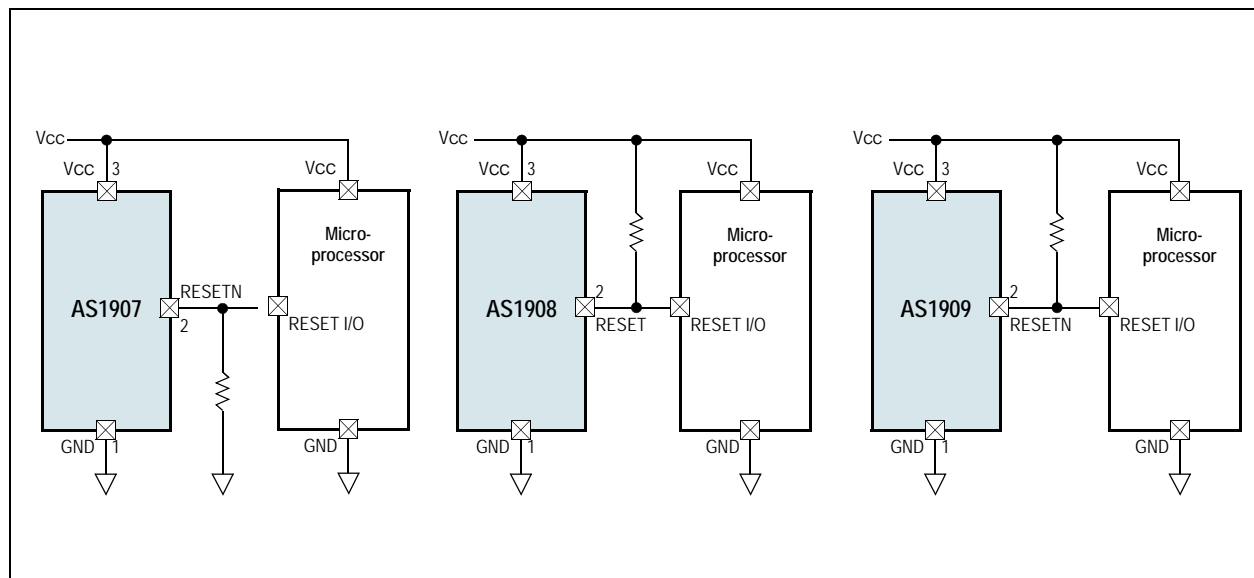 Vcc
Vcc 3
Vcc
Micro-
processor
AS1907
RESETN
2
RESET I/O
GND 1
GND
Vcc
Vcc 3
Vcc
Micro-
processor
AS1908
2
RESET
RESET I/O
GND 1
GND
Vcc
Vcc 3
Vcc
Micro-
processor
AS1909
2
RESETN
RESET I/O
GND 1
GND